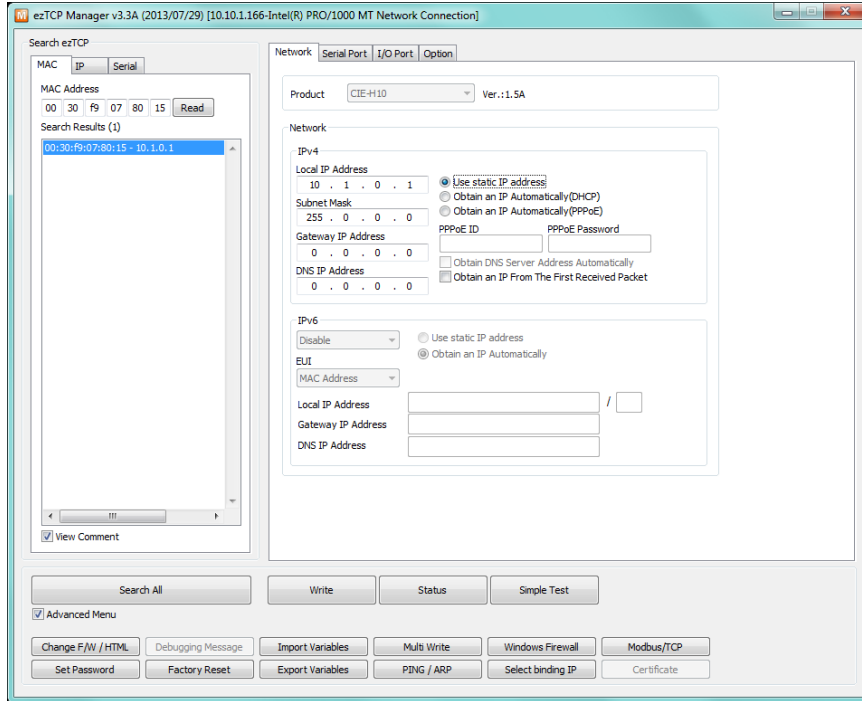 ezTCP Manager v3.3A (2013/07/29) [10.10.1.166-Intel(R) PRO/1000 MT Network Connection]
Search ezTCP
MAC IP Serial
MAC Address
00 30 f9 07 80 15 Read
Search Results (1)
00:30:f9:07:80:15 - 10.1.0.1
View Comment
Network Serial Port I/O Port Option
Product CIE-H10 Ver.:1.5A
Network
IPv4
Local IP Address
10 . 1 . 0 . 1
Use static IP address
Obtain an IP Automatically(DHCP)
Subnet Mask
255 . 0 . 0 . 0
Obtain an IP Automatically(PPPoE)
Gateway IP Address
0 . 0 . 0 . 0
PPPoE ID PPPoE Password
Obtain DNS Server Address Automatically
DNS IP Address
0 . 0 . 0 . 0
Obtain an IP From The First Received Packet
IPv6
Disable
Use static IP address
Obtain an IP Automatically
EUI
MAC Address
Local IP Address /
Gateway IP Address
DNS IP Address
Search All Write Status Simple Test
Advanced Menu
Change F/W / HTML Debugging Message Import Variables Multi Write Windows Firewall Modbus/TCP
Set Password Factory Reset Export Variables PING / ARP Select binding IP Certificate